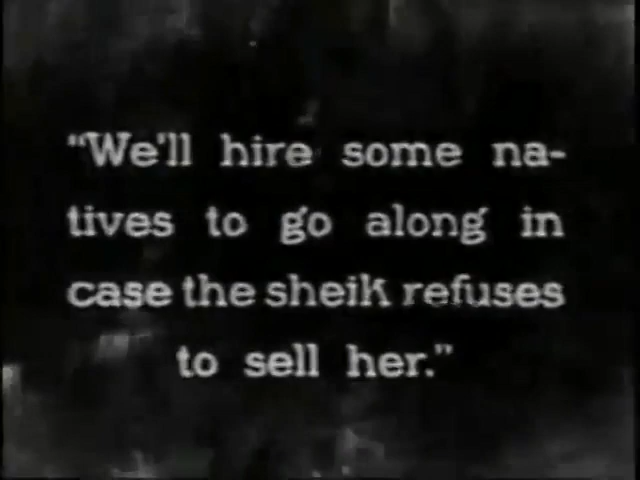 "We'll hire some na-
tives to go along in
case the sheik refuses
to sell her."